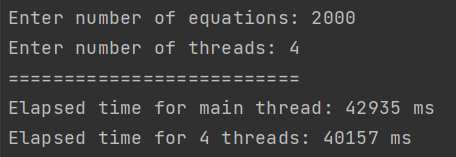 Enter number of equations: 2000
Enter number of threads: 4
==========================
Elapsed time for main thread: 42935 ms
Elapsed time for 4 threads: 40157 ms